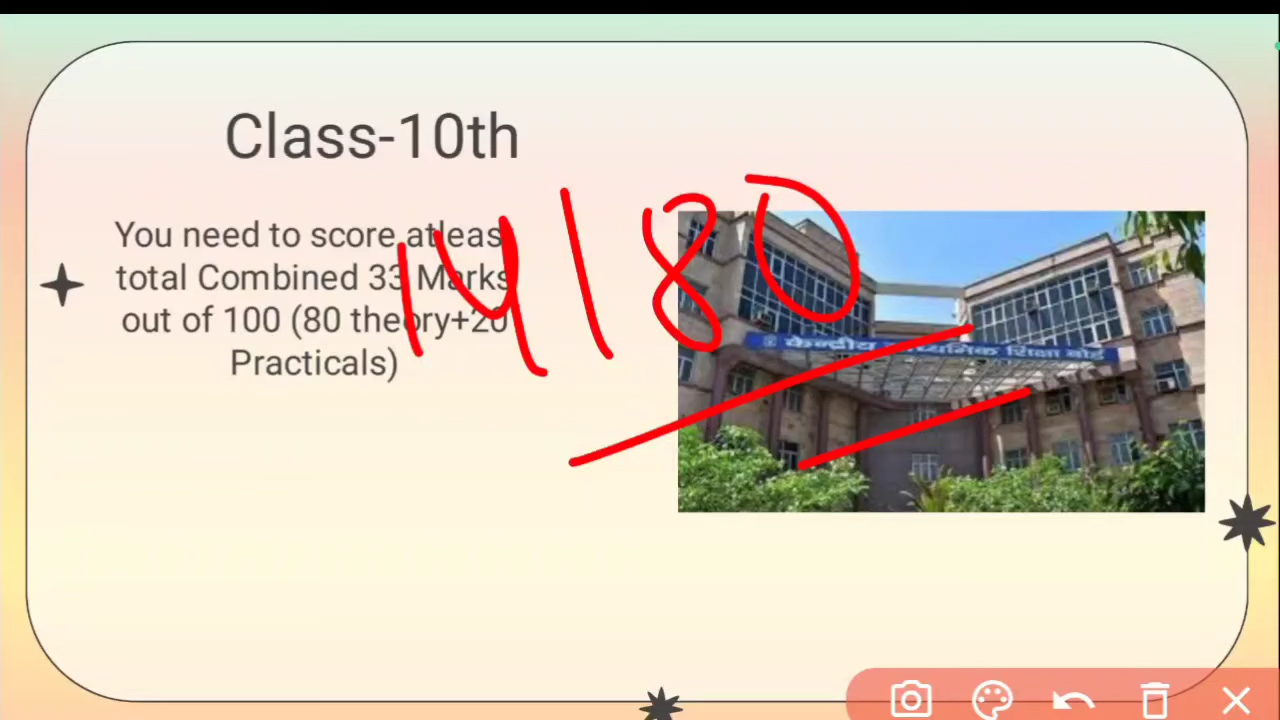 Class-10th
You need to score atleast
total Combined 33 Marks
out of 100 (80 theory+20
Practicals)
14/80
केन्द्रीय माध्यमिक शिक्षा बोर्ड